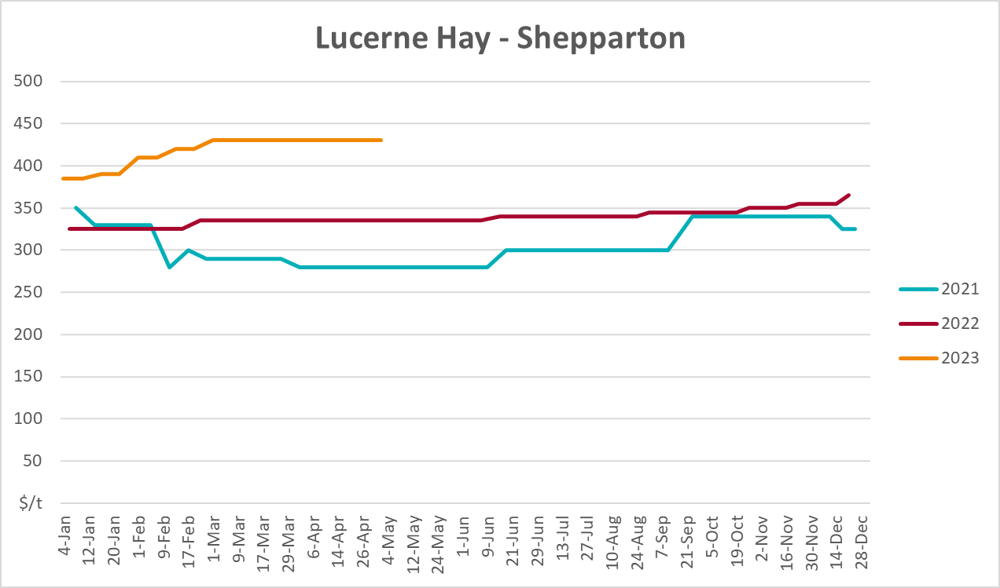 Lucerne Hay - Shepparton
500
450
400
350
300
250
200
150
100
50
$/t
4-Jan
12-Jan
20-Jan
1-Feb
9-Feb
17-Feb
1-Mar
9-Mar
17-Mar
29-Mar
6-Apr
14-Apr
26-Apr
4-May
12-May
24-May
1-Jun
9-Jun
21-Jun
29-Jun
13-Jul
27-Jul
10-Aug
24-Aug
7-Sep
21-Sep
5-Oct
19-Oct
2-Nov
16-Nov
30-Nov
14-Dec
28-Dec
2021
2022
2023